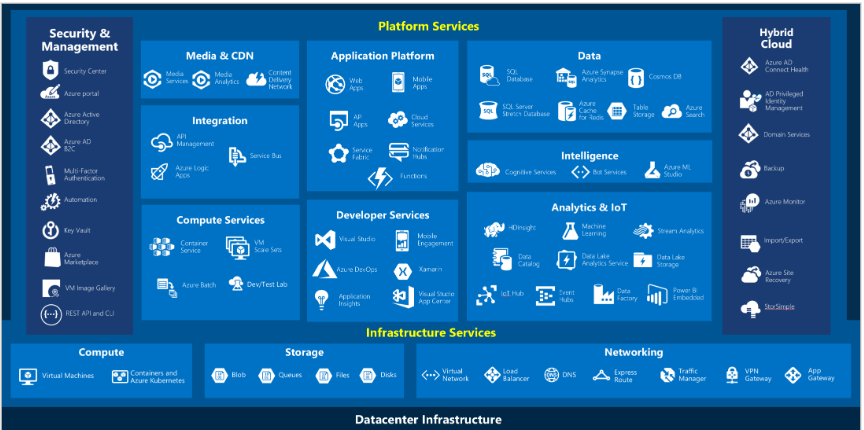 Platform Services
Security &
Management
Security Center
Azure portal
Azure Active
Directory
Azure AD
B2C
Multi-Factor
Authentication
Automation
Key Vault
Azure
Marketplace
VM Image Gallery
REST API and CLI
Media & CDN
Media
Services
Media
Analytics
Content
Delivery
Network
Integration
API
Management
Service Bus
Azure Logic
Apps
Compute Services
Container
Service
VM
Scale Sets
Azure Batch
Dev/Test Lab
Application Platform
Web
Apps
Mobile
Apps
AP
Apps
Cloud
Services
Service
Fabric
Notification
Hubs
Functions
Developer Services
Visual Studio
Mobile
Engagement
Azure DevOps
Xamarin
Application
Insights
Visual Studio
App Center
Data
SQL
SQL
Database
Azure Synapse
Analytics
Cosmos DB
SQL
SQL Server
Stretch Database
Azure
Cache
for Redis
Table
Storage
Azure
Search
Intelligence
Cognitive Services
Bot Services
Azure ML
Studio
Analytics & IoT
HDInsight
Machine
Learning
Stream Analytics
Data
Catalog
Data Lake
Analytics Service
Data Lake
Storage
IoT Hub
Event
Hubs
Data
Factory
Power BI
Embedded
Hybrid
Cloud
Azure AD
Connect Health
AD Privileged
Identity
Management
Domain Services
Backup
Azure Monitor
Import/Export
Azure Site
Recovery
StorSimple
Infrastructure Services
Compute
Virtual Machines
Containers and
Azure Kubernetes
Storage
Blob
Queues
Files
Disks
Networking
Virtual
Network
Load
Balancer
DNS
DNS
Express
Route
Traffic
Manager
VPN
Gateway
App
Gateway
Datacenter Infrastructure